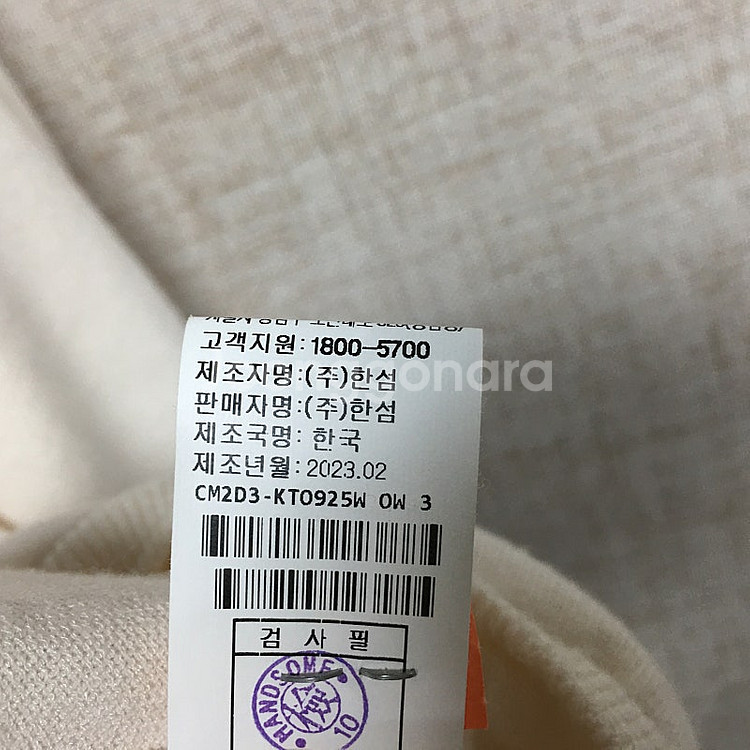 고객지원:1800-5700
제조자명:(주)한섬
판매자명:(주)한섬
제조국명: 한국
제조년월:2023.02
CM2D3-KTO925W OW 3
검 사 필
HANDSOME
10